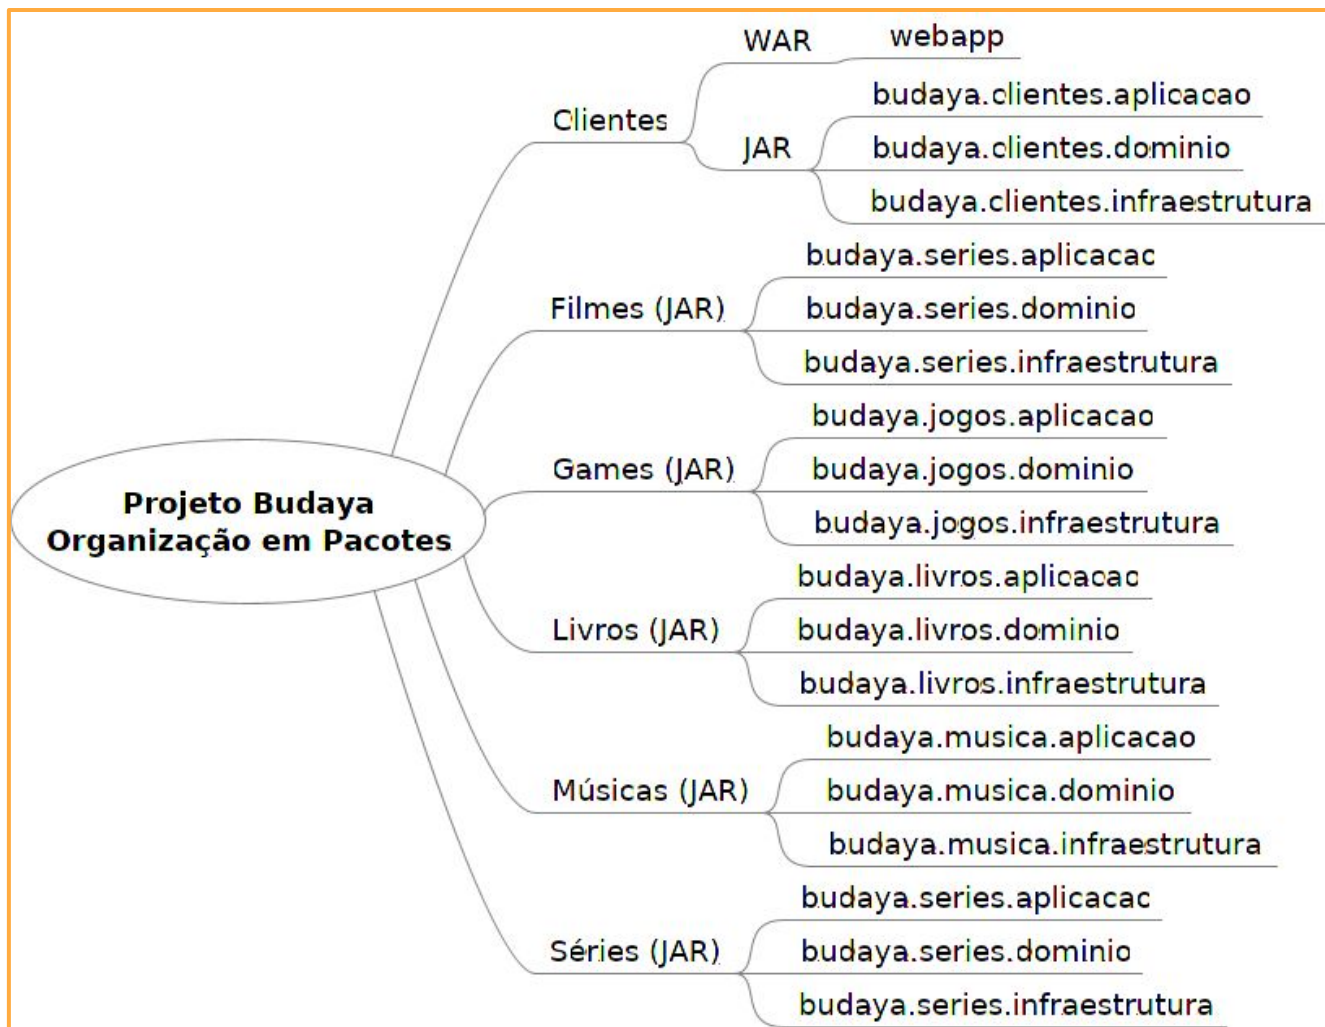 WAR
webapp
Clientes
budaya.clientes.aplicacao
JAR
budaya.clientes.dominio
budaya.clientes.infraestrutura
Filmes (JAR)
budaya.series.aplicacao
budaya.series.dominio
budaya.series.infraestrutura
Projeto Budaya
Organização em Pacotes
Games (JAR)
budaya.jogos.aplicacao
budaya.jogos.dominio
budaya.jogos.infraestrutura
Livros (JAR)
budaya.livros.aplicacao
budaya.livros.dominio
budaya.livros.infraestrutura
Músicas (JAR)
budaya.musica.aplicacao
budaya.musica.dominio
budaya.musica.infraestrutura
Séries (JAR)
budaya.series.aplicacao
budaya.series.dominio
budaya.series.infraestrutura